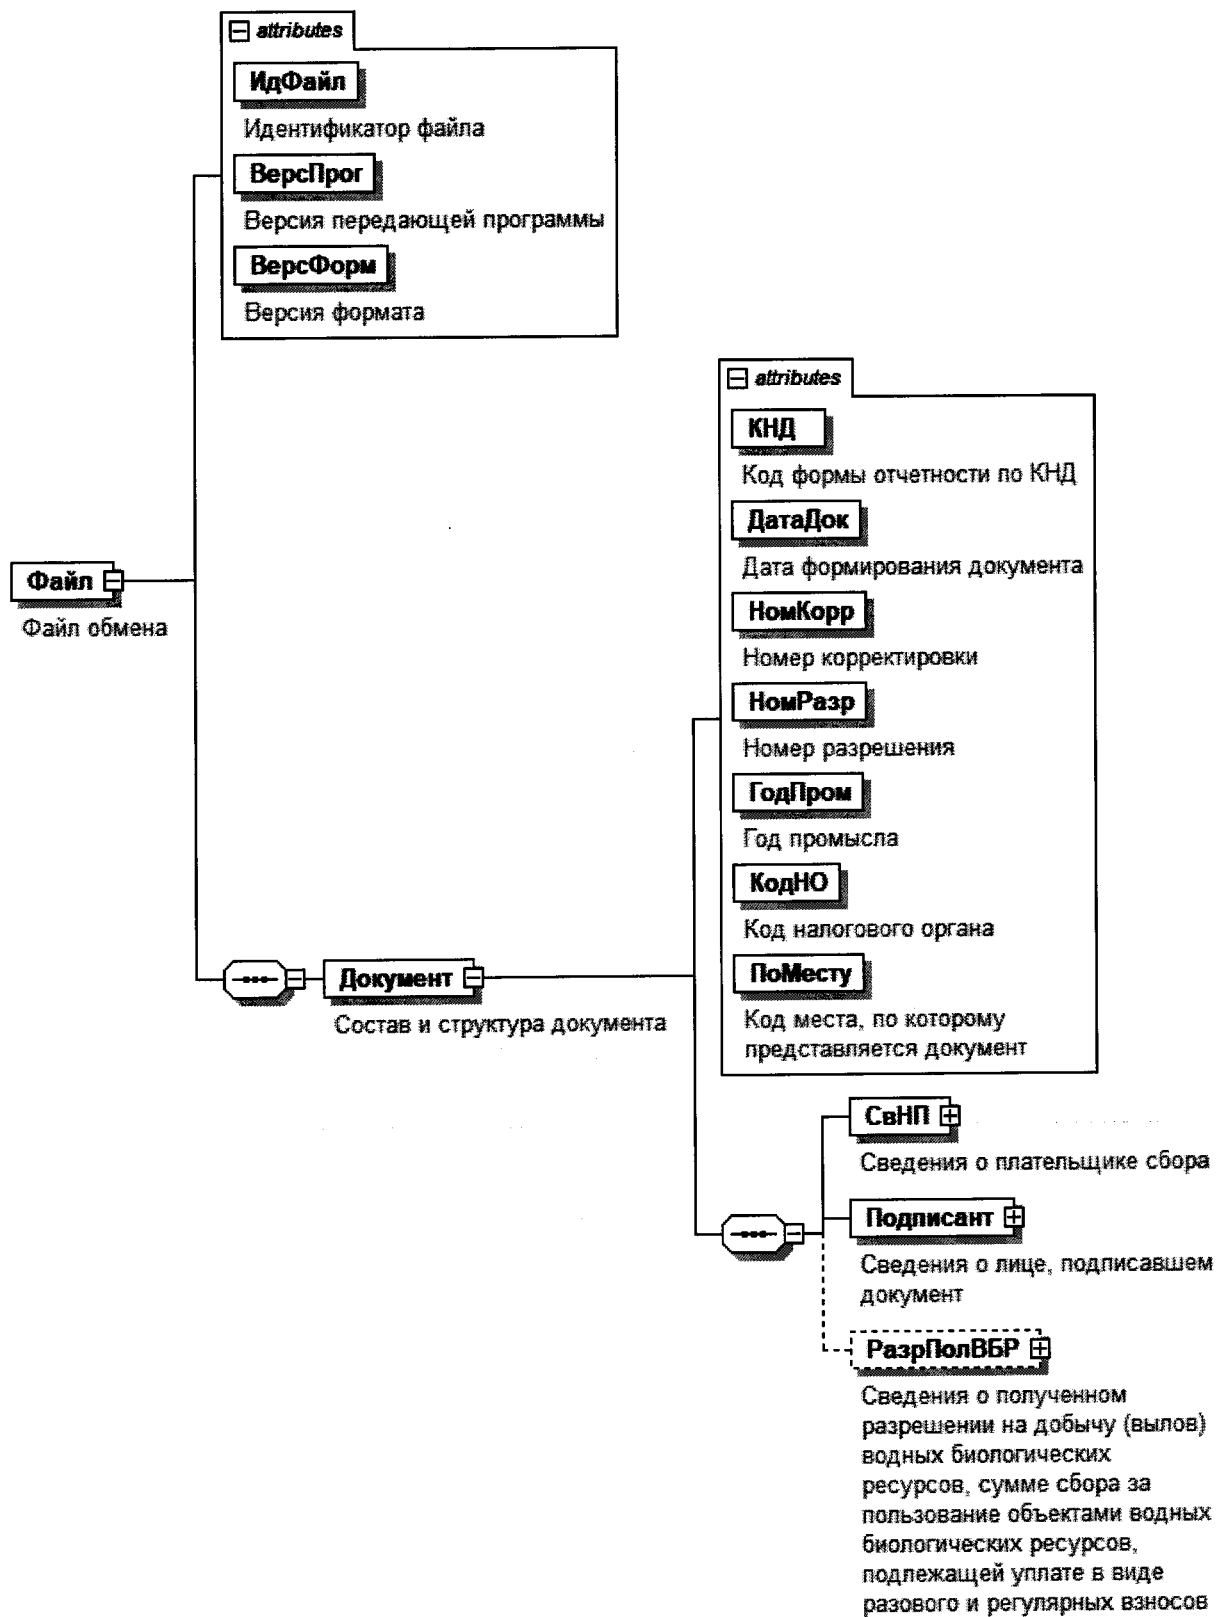 attributes
ИдФайл
Идентификатор файла
ВерсПрог
Версия передающей программы
ВерсФорм
Версия формата
Файл
Файл обмена
attributes
КНД
Код формы отчетности по КНД
ДатаДок
Дата формирования документа
НомКорр
Номер корректировки
НомРазр
Номер разрешения
ГодПром
Год промысла
КодНО
Код налогового органа
ПоМесту
Код места, по которому
представляется документ
Документ
Состав и структура документа
СвНП
Сведения о плательщике сбора
Подписант
Сведения о лице, подписавшем
документ
РазрПолВБР
Сведения о полученном
разрешении на добычу (вылов)
водных биологических
ресурсов, сумме сбора за
пользование объектами водных
биологических ресурсов,
подлежащей уплате в виде
разового и регулярных взносов